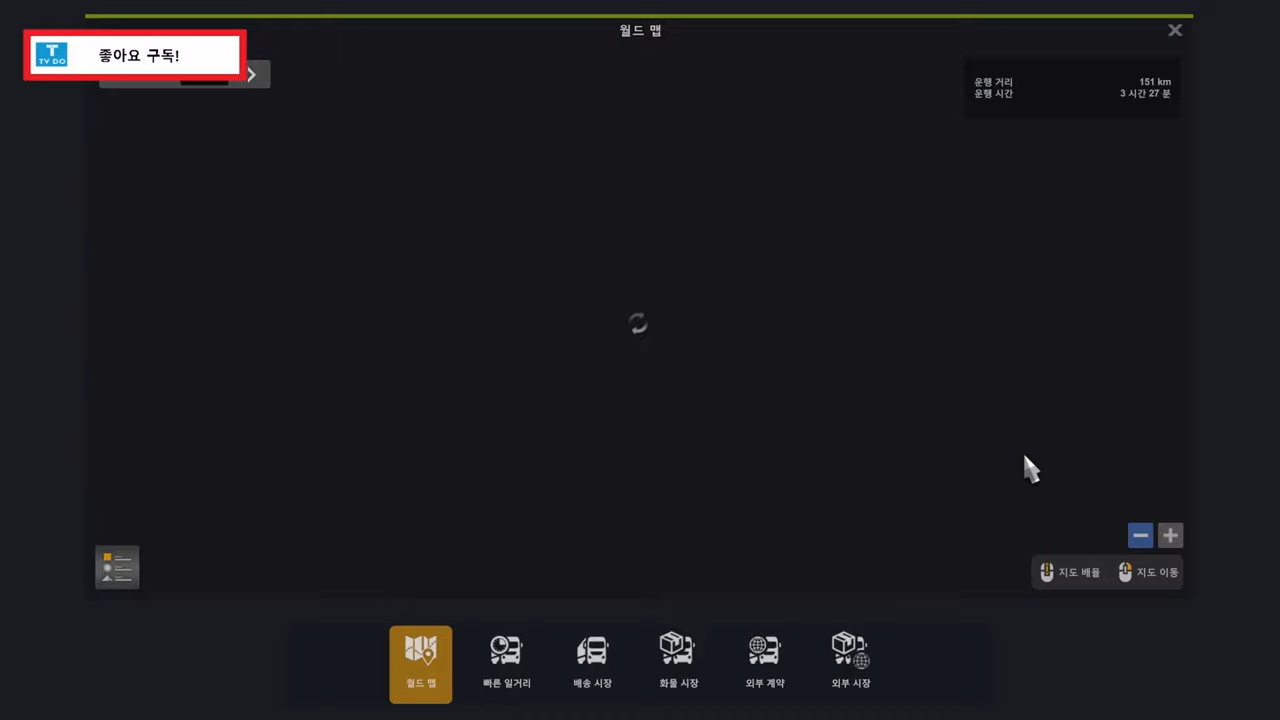 월드 맵
T
TV DO
좋아요 구독!
운행 거리 151 km
운행 시간 3 시간 27 분
지도 배율 지도 이동
월드 맵 빠른 일거리 배송 시장 화물 시장 외부 계약 외부 시장